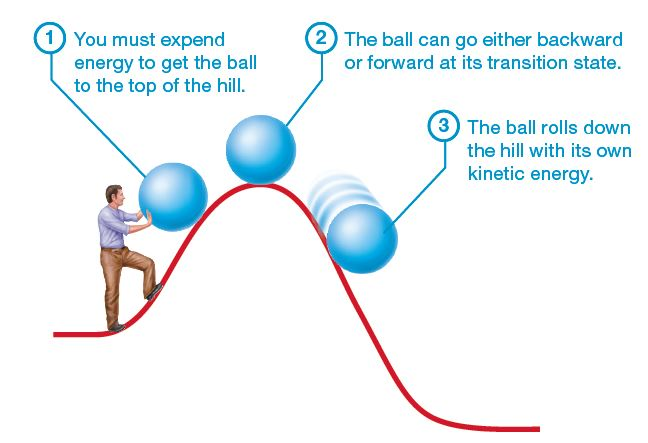 1 You must expend
energy to get the ball
to the top of the hill.
2 The ball can go either backward
or forward at its transition state.
3 The ball rolls down
the hill with its own
kinetic energy.